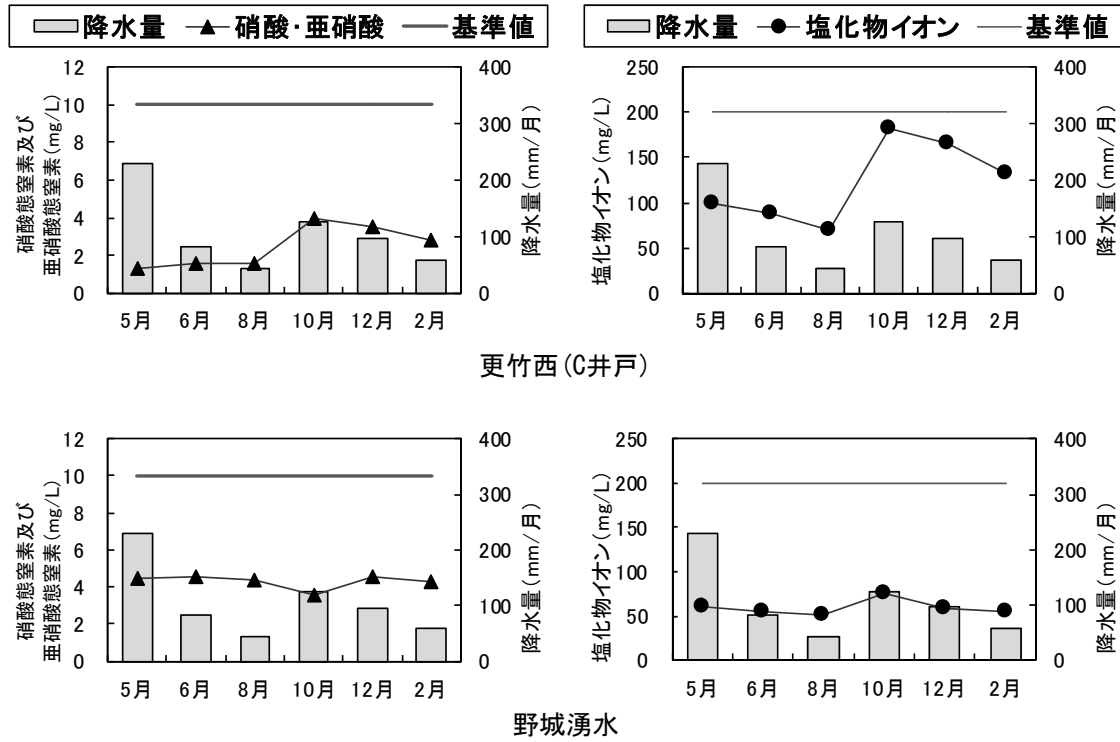 降水量 硝酸・亜硝酸 基準値
硝酸態窒素及び
亜硝酸態窒素(mg/L)
12
10
8
6
4
2
0
400
300
200
100
0
降水量(mm/月)
5月 6月 8月 10月 12月 2月
降水量 塩化物イオン 基準値
塩化物イオン(mg/L)
250
200
150
100
50
0
400
300
200
100
0
降水量(mm/月)
5月 6月 8月 10月 12月 2月
更竹西(C井戸)
硝酸態窒素及び
亜硝酸態窒素(mg/L)
12
10
8
6
4
2
0
400
300
200
100
0
降水量(mm/月)
5月 6月 8月 10月 12月 2月
塩化物イオン(mg/L)
250
200
150
100
50
0
400
300
200
100
0
降水量(mm/月)
5月 6月 8月 10月 12月 2月
野城湧水